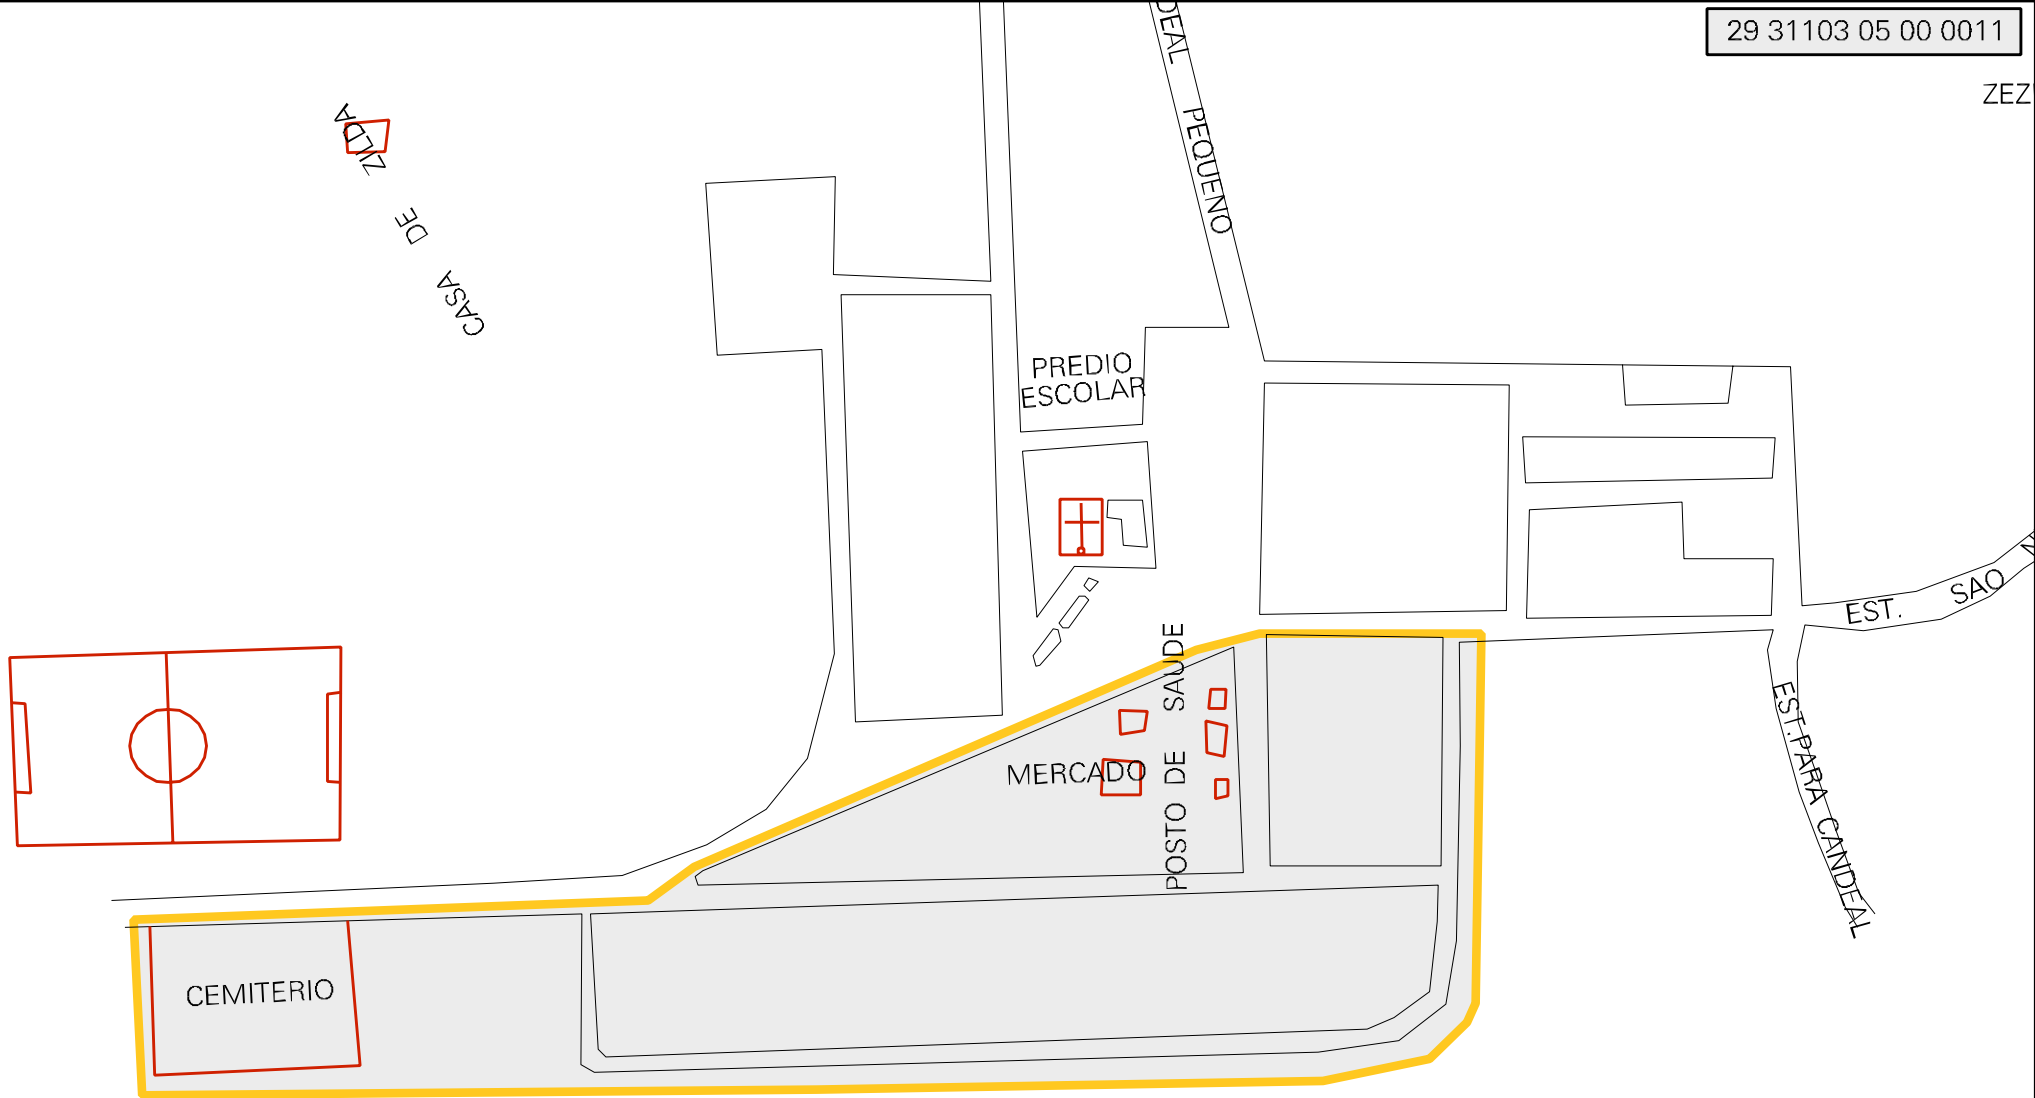 29 31103 05 00 0011
ZEZ
DEAL PEQUENO
CASA DE ZILDA
PREDIO
ESCOLAR
EST. SAO
POSTO DE SAUDE
MERCADO
EST.PARA CANDEAL
CEMITERIO